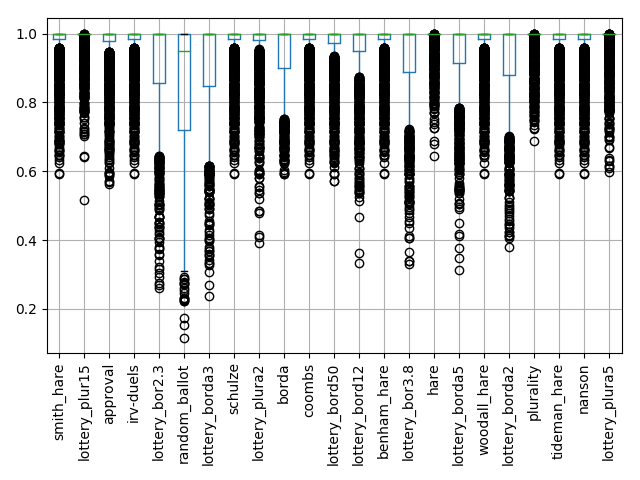 1.0
0.8
0.6
0.4
0.2
smith_hare
lottery_plur15
approval
irv-duels
lottery_bor2.3
random_ballot
lottery_borda3
schulze
lottery_plura2
borda
coombs
lottery_bord50
lottery_bord12
benham_hare
lottery_bor3.8
hare
lottery_borda5
woodall_hare
lottery_borda2
plurality
tideman_hare
nanson
lottery_plura5